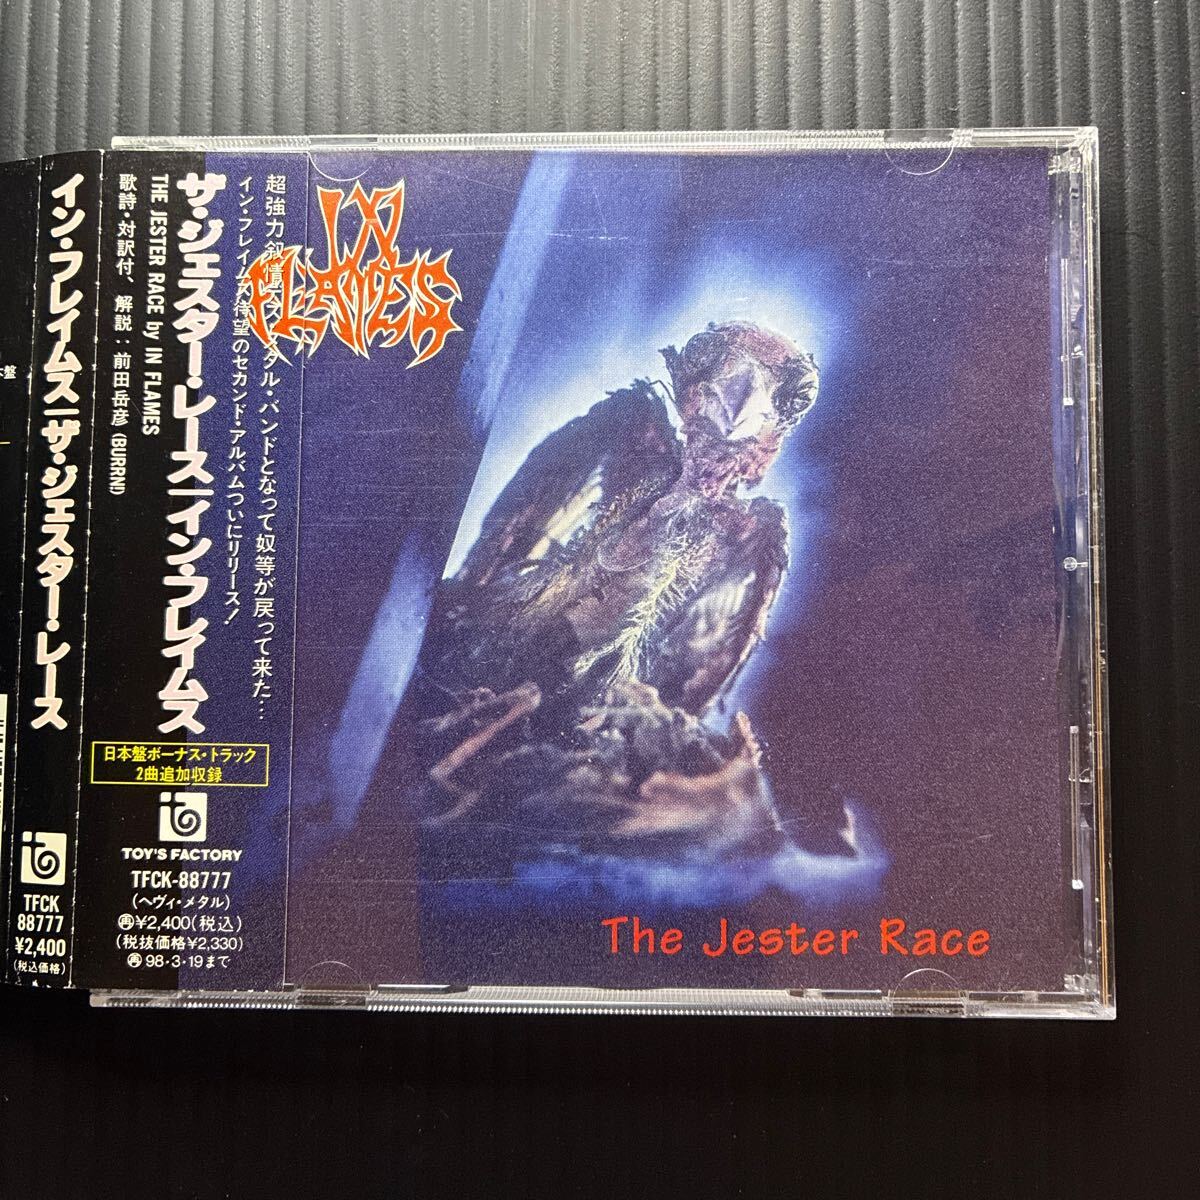 イン・フレイムス/ザ・ジェスター・レース
TFCK
88777
¥2,400
(税込価格)
超強力叙情デス・メタル・バンドとなって奴等が戻って来た…
イン・フレイムス待望のセカンド・アルバムついにリリース!
ザ・ジェスター・レース/イン・フレイムス
THE JESTER RACE by IN FLAMES
歌詩・対訳付、解説:前田岳彦(BURRN!)
日本盤ボーナス・トラック
2曲追加収録
TOY'S FACTORY
TFCK-88777
(ヘヴィ・メタル)
再¥2,400(税込)
(税抜価格¥2,330)
再98・3・19まで
IN
FLAMES
The Jester Race